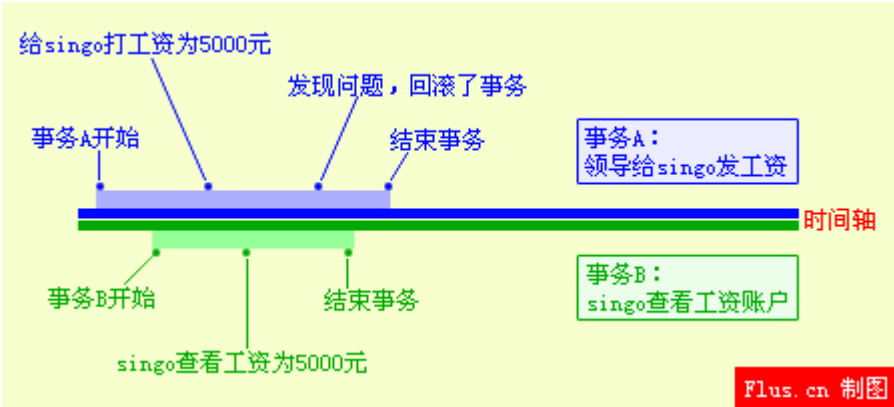 给singo打工资为5000元
发现问题，回滚了事务
事务A开始
结束事务
事务A：
领导给singo发工资
时间轴
事务B：
singo查看工资账户
事务B开始
结束事务
singo查看工资为5000元
Flus.cn 制图